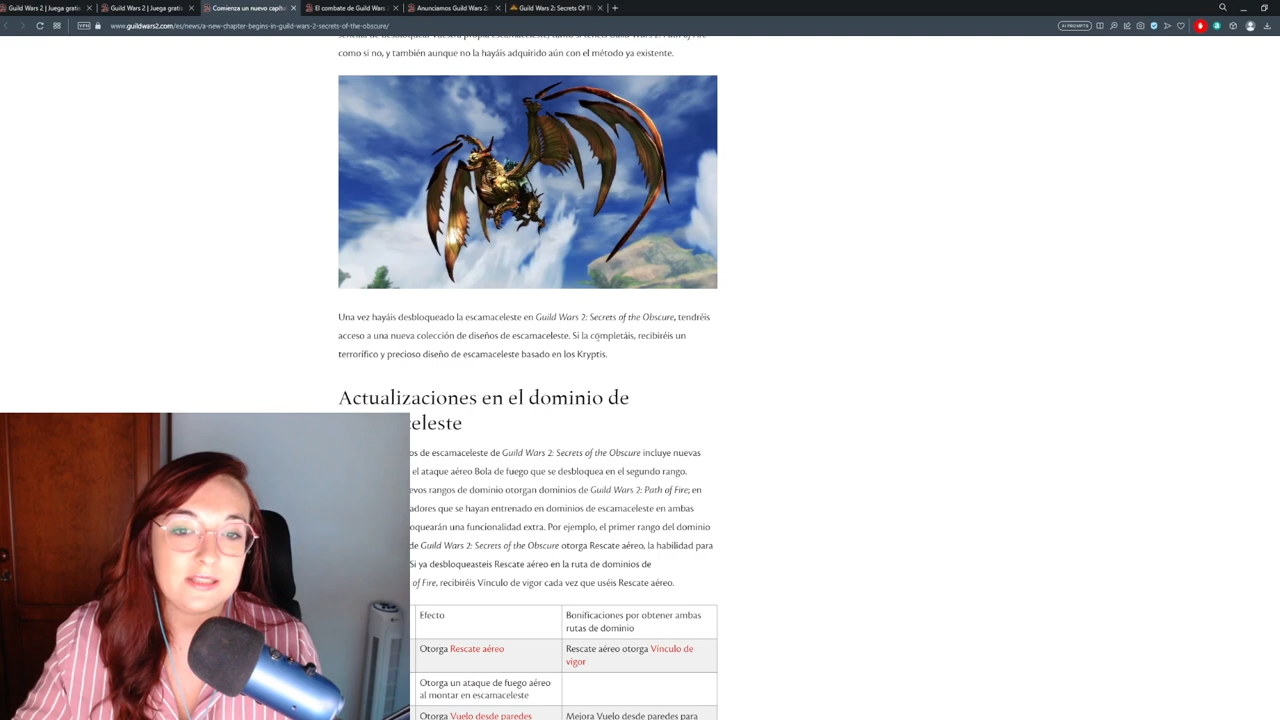 Guild Wars 2 | Juega gratis
Guild Wars 2 | Juega gratis
Comienza un nuevo capítu
El combate de Guild Wars
Anunciamos Guild Wars 2:
Guild Wars 2: Secrets Of Th
VPN
www.guildwars2.com/es/news/a-new-chapter-begins-in-guild-wars-2-secrets-of-the-obscure/
AI PROMPTS
como si no, y también aunque no la hayáis adquirido aún con el método ya existente.
Una vez hayáis desbloqueado la escamaceleste en Guild Wars 2: Secrets of the Obscure, tendréis
acceso a una nueva colección de diseños de escamaceleste. Si la completáis, recibiréis un
terrorífico y precioso diseño de escamaceleste basado en los Kryptis.
Actualizaciones en el dominio de
celeste
os de escamaceleste de Guild Wars 2: Secrets of the Obscure incluye nuevas
el ataque aéreo Bola de fuego que se desbloquea en el segundo rango.
evos rangos de dominio otorgan dominios de Guild Wars 2: Path of Fire; en
adores que se hayan entrenado en dominios de escamaceleste en ambas
oquearán una funcionalidad extra. Por ejemplo, el primer rango del dominio
de Guild Wars 2: Secrets of the Obscure otorga Rescate aéreo, la habilidad para
Si ya desbloqueasteis Rescate aéreo en la ruta de dominios de
of Fire, recibiréis Vínculo de vigor cada vez que uséis Rescate aéreo.
Efecto
Bonificaciones por obtener ambas
rutas de dominio
Otorga Rescate aéreo
Rescate aéreo otorga Vínculo de
vigor
Otorga un ataque de fuego aéreo
al montar en escamaceleste
Otorga Vuelo desde paredes
Mejora Vuelo desde paredes para